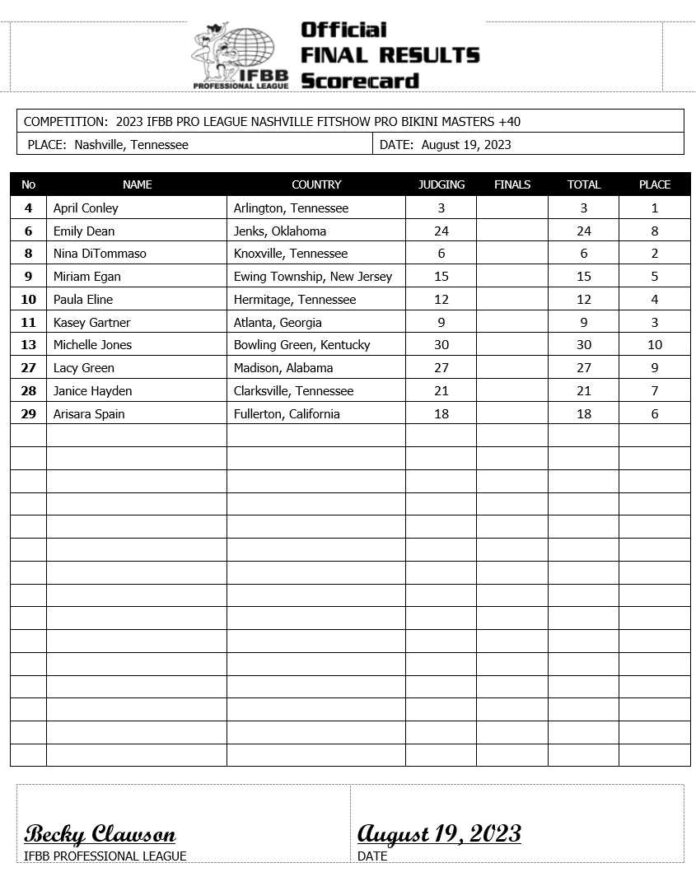 Official
FINAL RESULTS
Scorecard
IFBB
PROFESSIONAL LEAGUE
COMPETITION: 2023 IFBB PRO LEAGUE NASHVILLE FITSHOW PRO BIKINI MASTERS +40
PLACE: Nashville, Tennessee DATE: August 19, 2023
No NAME COUNTRY JUDGING FINALS TOTAL PLACE
4 April Conley Arlington, Tennessee 3 3 1
6 Emily Dean Jenks, Oklahoma 24 24 8
8 Nina DiTommaso Knoxville, Tennessee 6 6 2
9 Miriam Egan Ewing Township, New Jersey 15 15 5
10 Paula Eline Hermitage, Tennessee 12 12 4
11 Kasey Gartner Atlanta, Georgia 9 9 3
13 Michelle Jones Bowling Green, Kentucky 30 30 10
27 Lacy Green Madison, Alabama 27 27 9
28 Janice Hayden Clarksville, Tennessee 21 21 7
29 Arisara Spain Fullerton, California 18 18 6
Becky Clawson August 19, 2023
IFBB PROFESSIONAL LEAGUE DATE